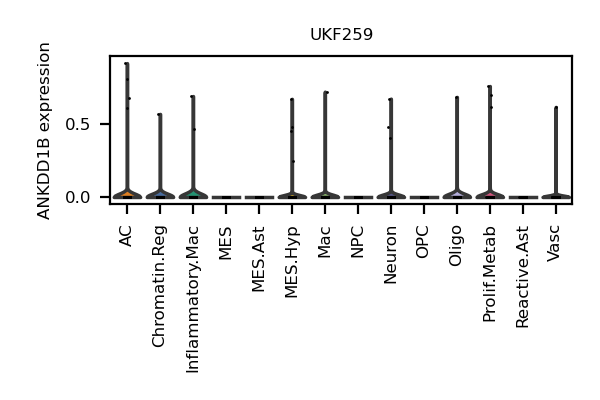 UKF259
ANKDD1B expression
0.5
0.0
AC
Chromatin.Reg
Inflammatory.Mac
MES
MES.Ast
MES.Hyp
Mac
NPC
Neuron
OPC
Oligo
Prolif.Metab
Reactive.Ast
Vasc